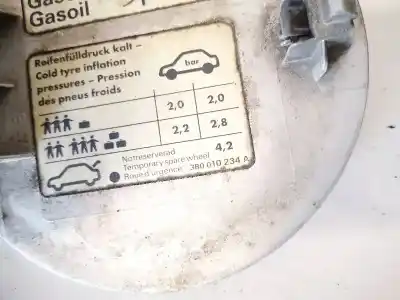 Gasoil
Reifenfülldruck kalt –
Cold tyre inflation
pressures – Pression
des pneus froids
bar
2,0 2,0
2,2 2,8
Notreserverad
Temporary spare wheel 4,2
Roue d urgence 3B0 010 234 A